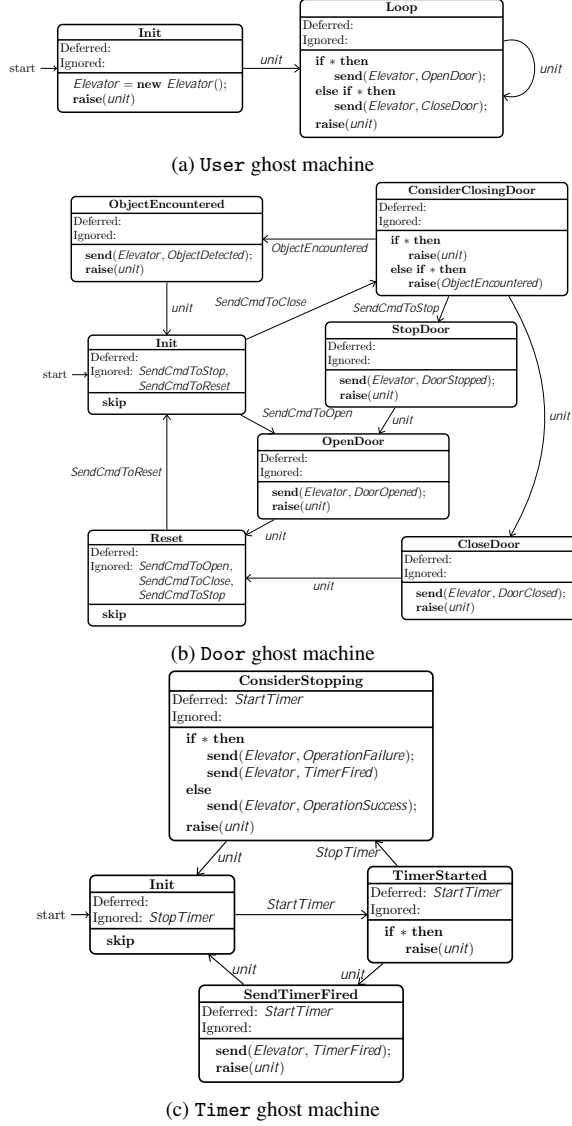 Init
Deferred:
Ignored:
Elevator = new Elevator();
raise(unit)
start
unit
Loop
Deferred:
Ignored:
if * then
send(Elevator, OpenDoor);
else if * then
send(Elevator, CloseDoor);
raise(unit)
unit
(a) User ghost machine
ObjectEncountered
Deferred:
Ignored:
send(Elevator, ObjectDetected);
raise(unit)
ConsiderClosingDoor
Deferred:
Ignored:
if * then
raise(unit)
else if * then
raise(ObjectEncountered)
ObjectEncountered
unit
SendCmdToClose
SendCmdToStop
Init
Deferred:
Ignored: SendCmdToStop,
SendCmdToReset
skip
start
StopDoor
Deferred:
Ignored:
send(Elevator, DoorStopped);
raise(unit)
SendCmdToOpen
unit
unit
OpenDoor
Deferred:
Ignored:
send(Elevator, DoorOpened);
raise(unit)
SendCmdToReset
unit
Reset
Deferred:
Ignored: SendCmdToOpen,
SendCmdToClose,
SendCmdToStop
skip
unit
CloseDoor
Deferred:
Ignored:
send(Elevator, DoorClosed);
raise(unit)
(b) Door ghost machine
ConsiderStopping
Deferred: StartTimer
Ignored:
if * then
send(Elevator, OperationFailure);
send(Elevator, TimerFired)
else
send(Elevator, OperationSuccess);
raise(unit)
unit
StopTimer
Init
Deferred:
Ignored: StopTimer
skip
start
StartTimer
TimerStarted
Deferred: StartTimer
Ignored:
if * then
raise(unit)
unit
unit
SendTimerFired
Deferred: StartTimer
Ignored:
send(Elevator, TimerFired);
raise(unit)
(c) Timer ghost machine